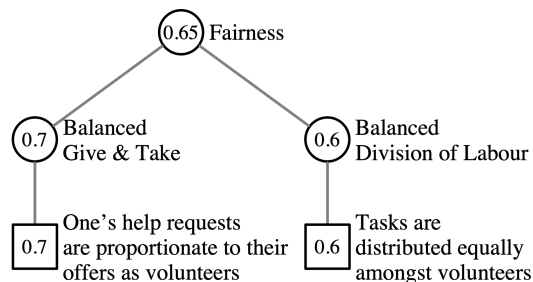 0.65 Fairness
0.7 Balanced
Give & Take
0.6 Balanced
Division of Labour
0.7 One's help requests
are proportionate to their
offers as volunteers
0.6 Tasks are
distributed equally
amongst volunteers